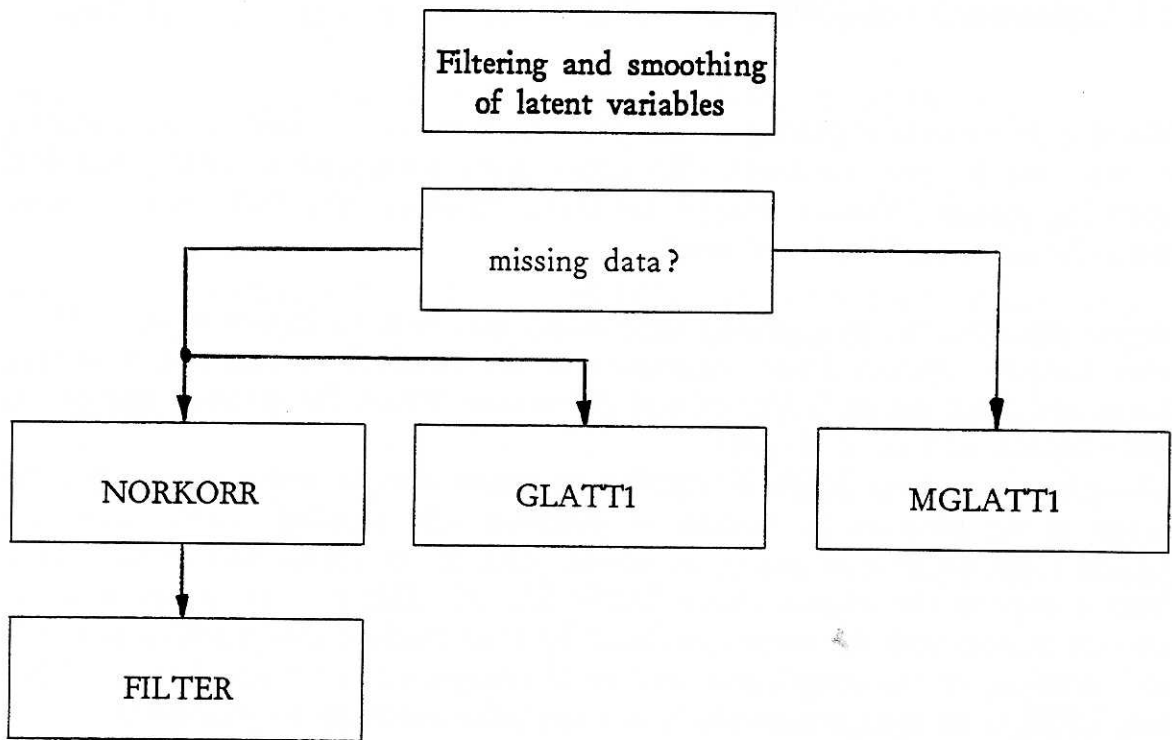 Filtering and smoothing
of latent variables
missing data?
NORKORR
GLATT1
MGLATT1
FILTER